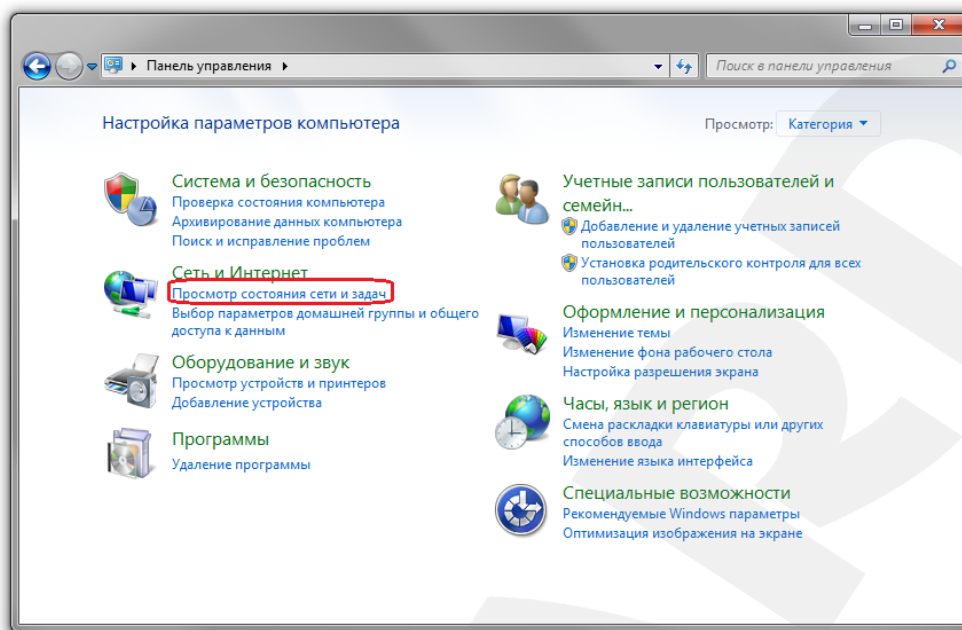 Панель управления
Поиск в панели управления
Настройка параметров компьютера
Просмотр: Категория
Система и безопасность
Проверка состояния компьютера
Архивирование данных компьютера
Поиск и исправление проблем
Сеть и Интернет
Просмотр состояния сети и задач
Выбор параметров домашней группы и общего
доступа к данным
Оборудование и звук
Просмотр устройств и принтеров
Добавление устройства
Программы
Удаление программы
Учетные записи пользователей и
семейн...
Добавление и удаление учетных записей
пользователей
Установка родительского контроля для всех
пользователей
Оформление и персонализация
Изменение темы
Изменение фона рабочего стола
Настройка разрешения экрана
Часы, язык и регион
Смена раскладки клавиатуры или других
способов ввода
Изменение языка интерфейса
Специальные возможности
Рекомендуемые Windows параметры
Оптимизация изображения на экране